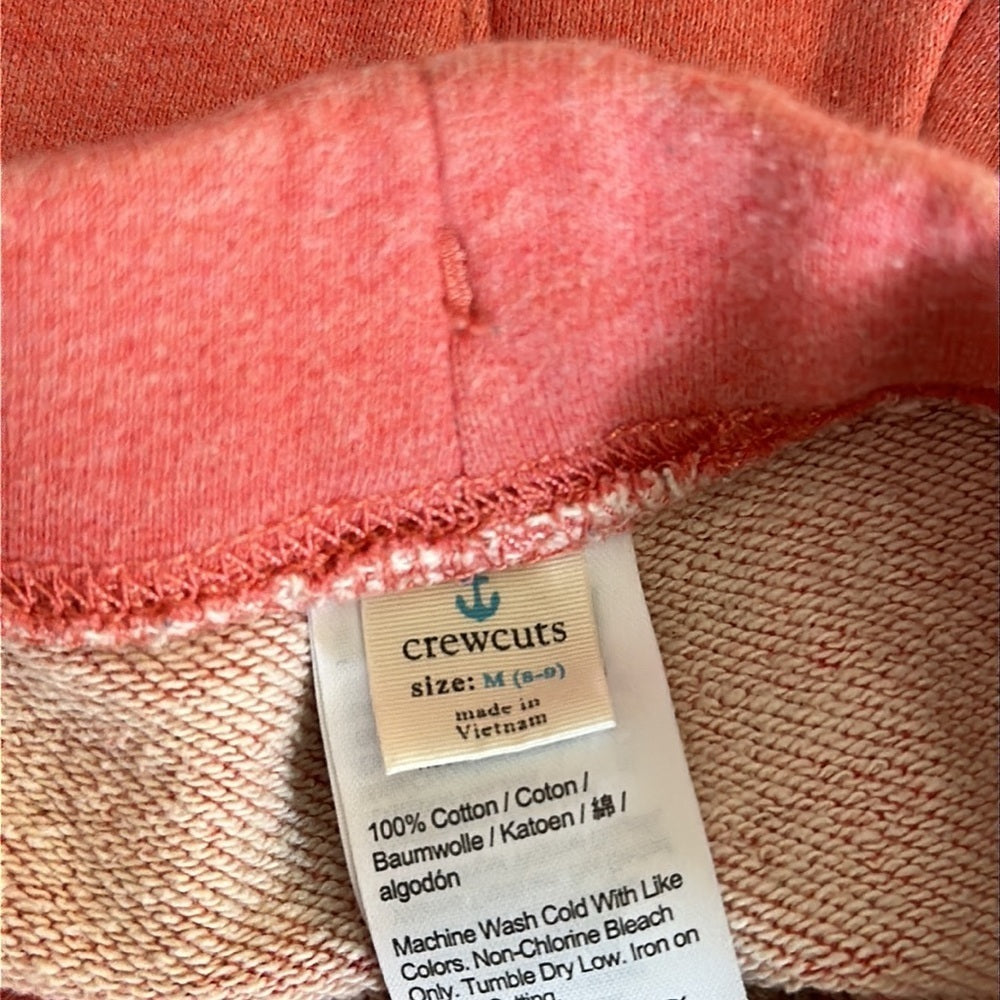 crewcuts
size: M (8-9)
made in
Vietnam
100% Cotton / Coton /
Baumwolle / Katoen / 綿 /
algodón
Machine Wash Cold With Like
Colors. Non-Chlorine Bleach
Only. Tumble Dry Low. Iron on